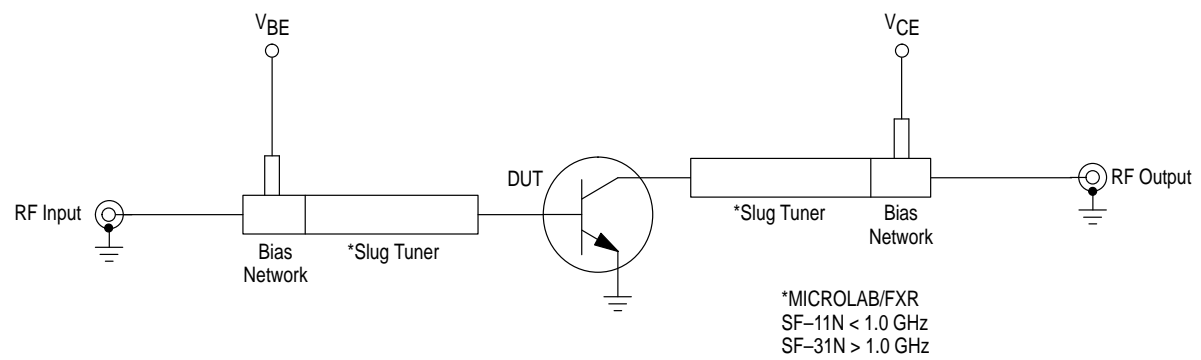 VBE
VCE
DUT
RF Input
RF Output
Bias
Network
*Slug Tuner
*Slug Tuner
Bias
Network
*MICROLAB/FXR
SF–11N < 1.0 GHz
SF–31N > 1.0 GHz